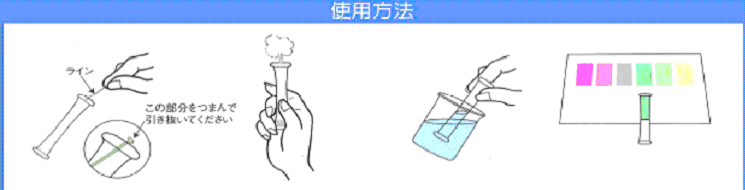 使用方法
ライン
この部分をつまんで
引き抜いてください